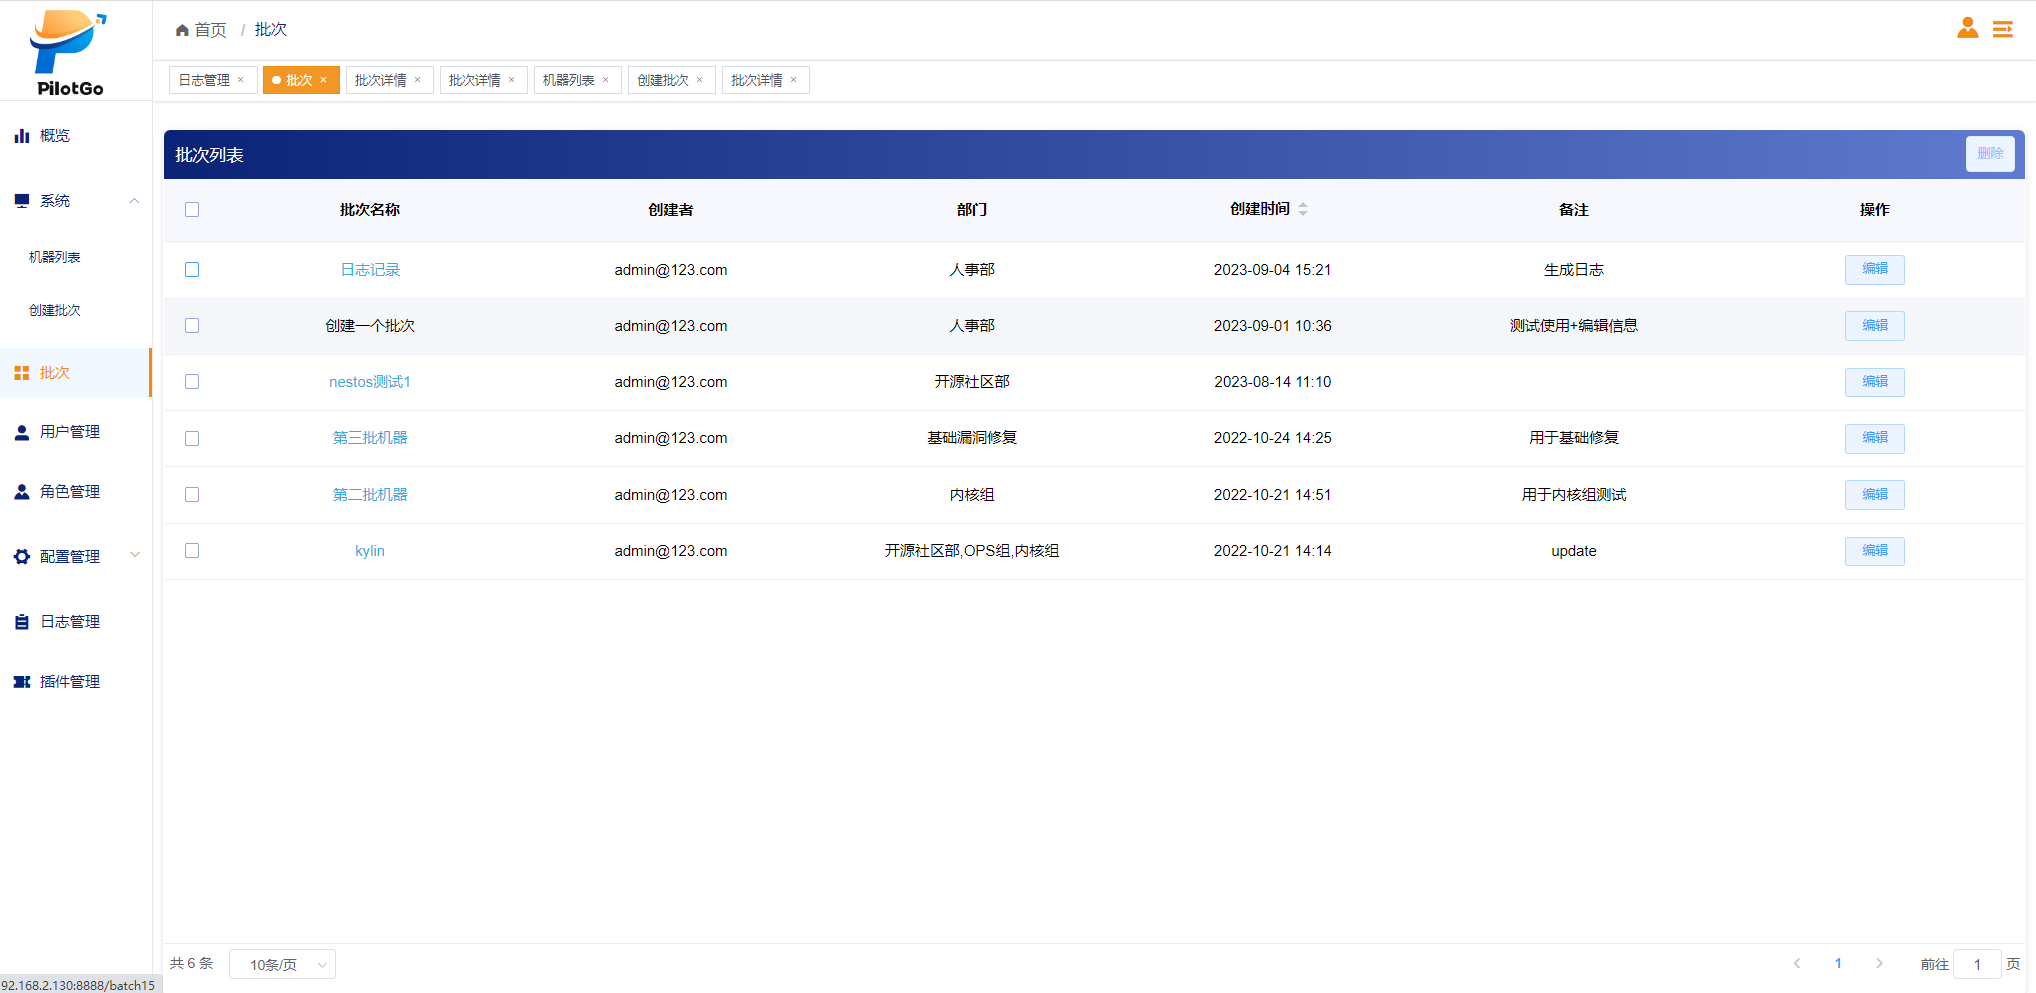 PilotGo
首页 / 批次
日志管理 × 批次 × 批次详情 × 批次详情 × 机器列表 × 创建批次 × 批次详情 ×
概览
系统
机器列表
创建批次
批次
用户管理
角色管理
配置管理
日志管理
插件管理
批次列表 删除
批次名称 创建者 部门 创建时间 备注 操作
日志记录 admin@123.com 人事部 2023-09-04 15:21 生成日志 编辑
创建一个批次 admin@123.com 人事部 2023-09-01 10:36 测试使用+编辑信息 编辑
nestos测试1 admin@123.com 开源社区部 2023-08-14 11:10 编辑
第三批机器 admin@123.com 基础漏洞修复 2022-10-24 14:25 用于基础修复 编辑
第二批机器 admin@123.com 内核组 2022-10-21 14:51 用于内核组测试 编辑
kylin admin@123.com 开源社区部,OPS组,内核组 2022-10-21 14:14 update 编辑
共 6 条 10条/页 1 前往 1 页
92.168.2.130:8888/batch15